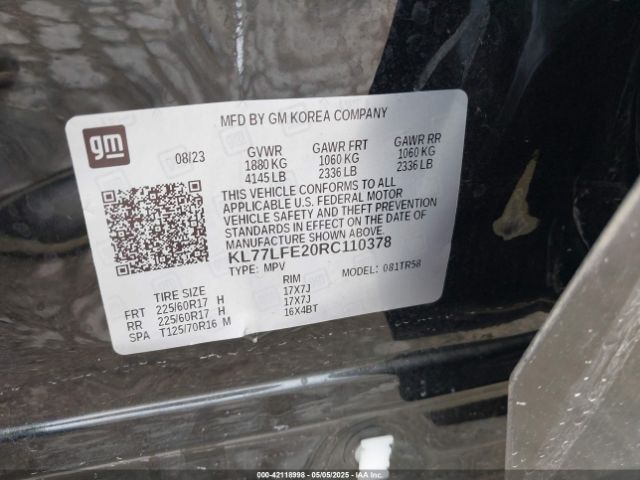 MFD BY GM KOREA COMPANY
gm
08/23
GVWR GAWR FRT GAWR RR
1880 KG 1060 KG 1060 KG
4145 LB 2336 LB 2336 LB
THIS VEHICLE CONFORMS TO ALL
APPLICABLE U.S. FEDERAL MOTOR
VEHICLE SAFETY AND THEFT PREVENTION
STANDARDS IN EFFECT ON THE DATE OF
MANUFACTURE SHOWN ABOVE.
KL77LFE20RC110378
TYPE: MPV MODEL: 081TR58
TIRE SIZE RIM
FRT 225/60R17 H 17X7J
RR 225/60R17 H 17X7J
SPA T125/70R16 M 16X4BT
000-42118998 05/05/2025 IAAI.COM